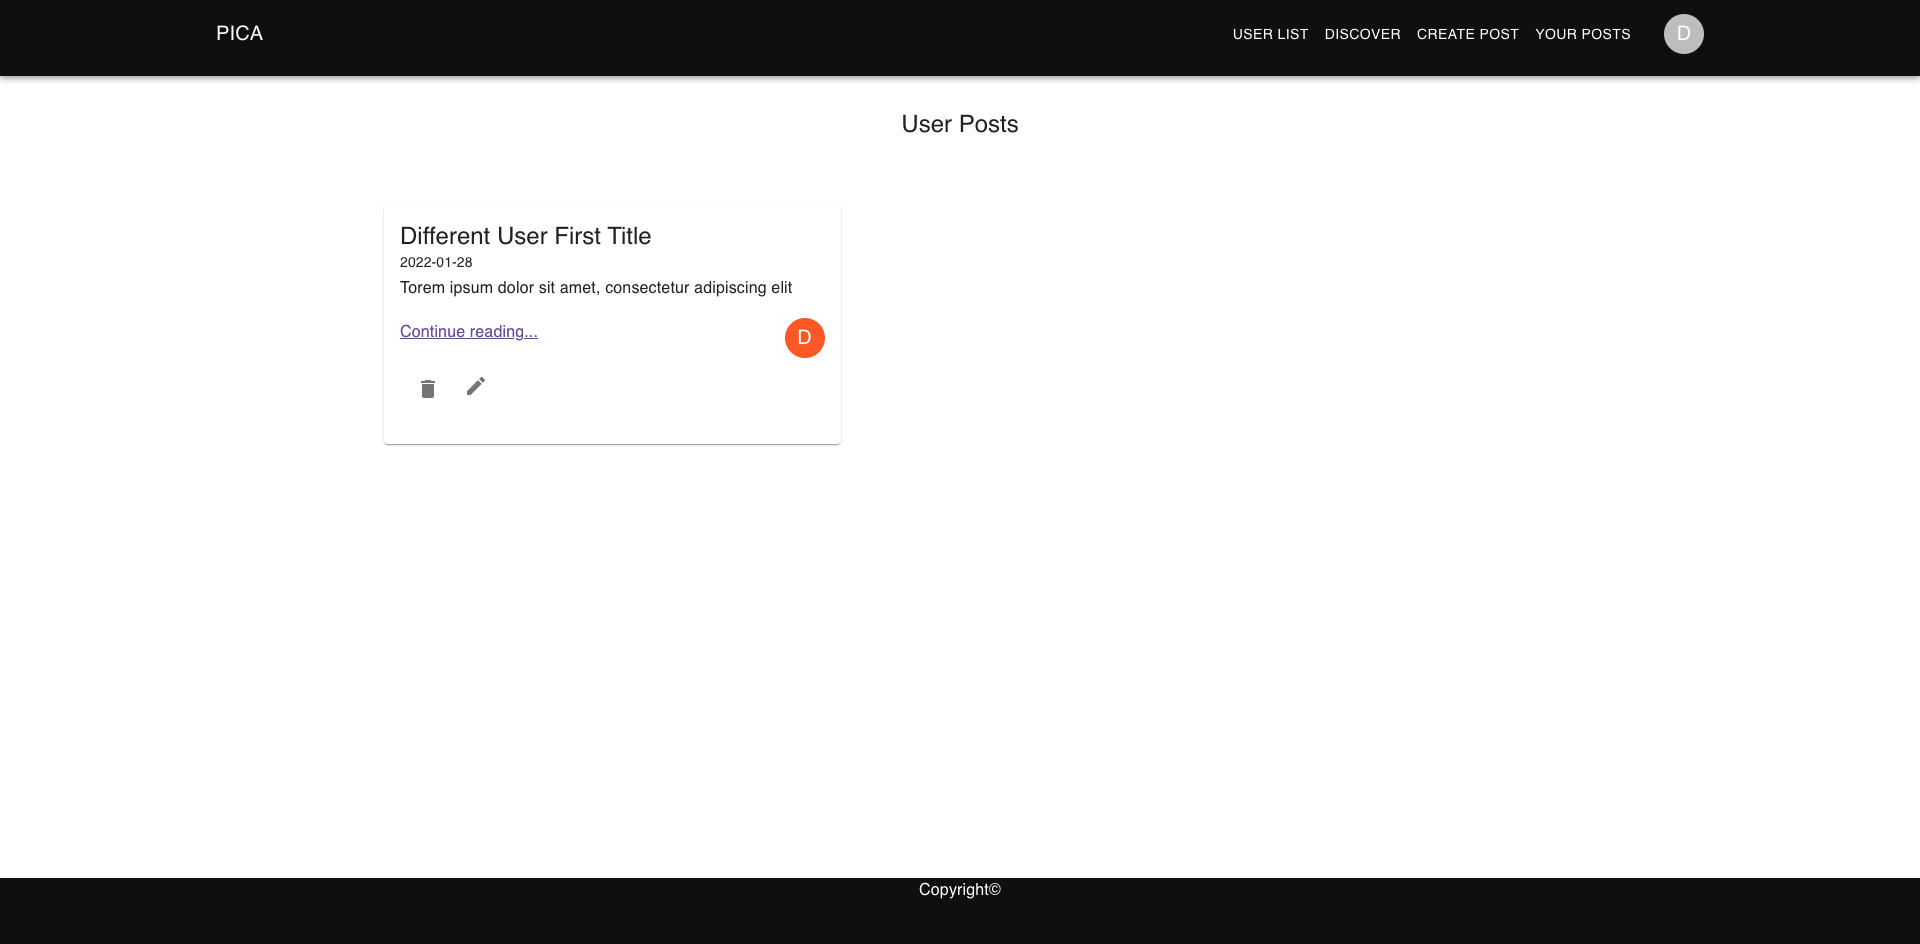 PICA
USER LIST
DISCOVER
CREATE POST
YOUR POSTS
D
User Posts
Different User First Title
2022-01-28
Torem ipsum dolor sit amet, consectetur adipiscing elit
Continue reading...
D
Copyright©